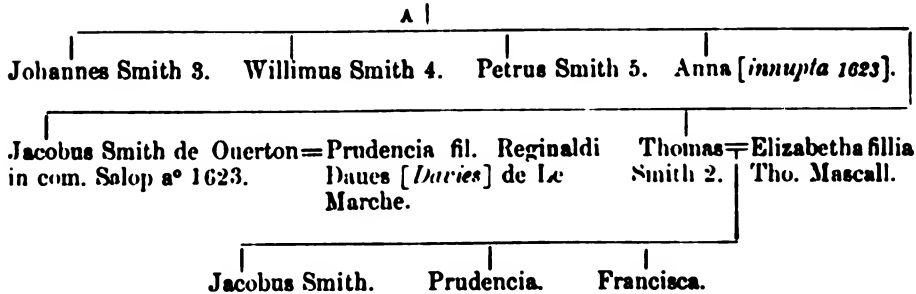 A
Johannes Smith 3. Willimus Smith 4. Petrus Smith 5. Anna [innupta 1623].
Jacobus Smith de Ouerton=Prudencia fil. Reginaldi Thomas=Elizabetha fillia
in com. Salop aº 1623. Daues [Davies] de Le Smith 2. Tho. Mascall.
Marche.
Jacobus Smith. Prudencia. Francisca.